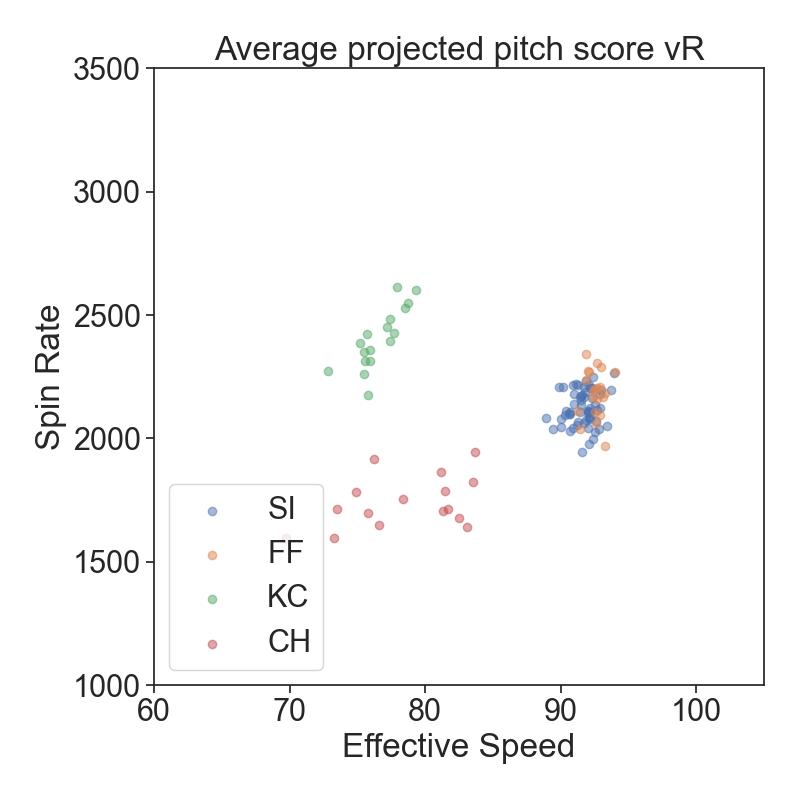 Average projected pitch score vR
3500
3000
2500
2000
1500
1000
Spin Rate
SI
FF
KC
CH
60 70 80 90 100
Effective Speed